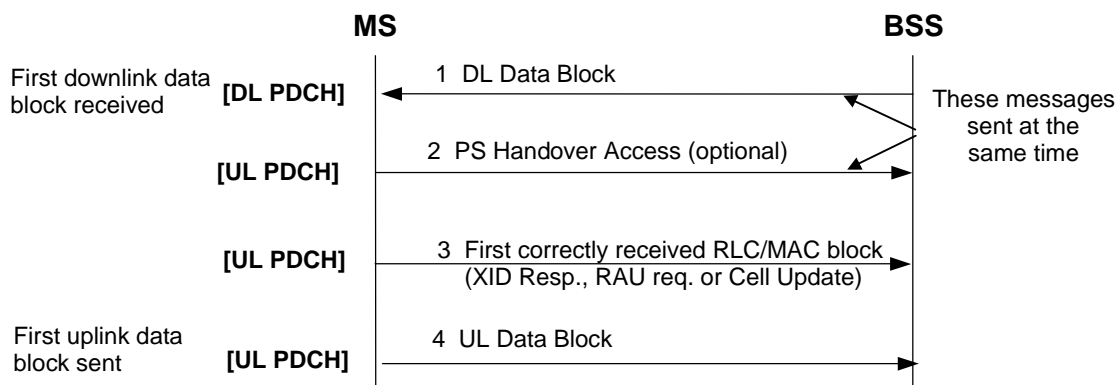 MS
BSS
First downlink data
block received
[DL PDCH]
1 DL Data Block
These messages
sent at the
same time
2 PS Handover Access (optional)
[UL PDCH]
3 First correctly received RLC/MAC block
(XID Resp., RAU req. or Cell Update)
[UL PDCH]
First uplink data
block sent
[UL PDCH]
4 UL Data Block